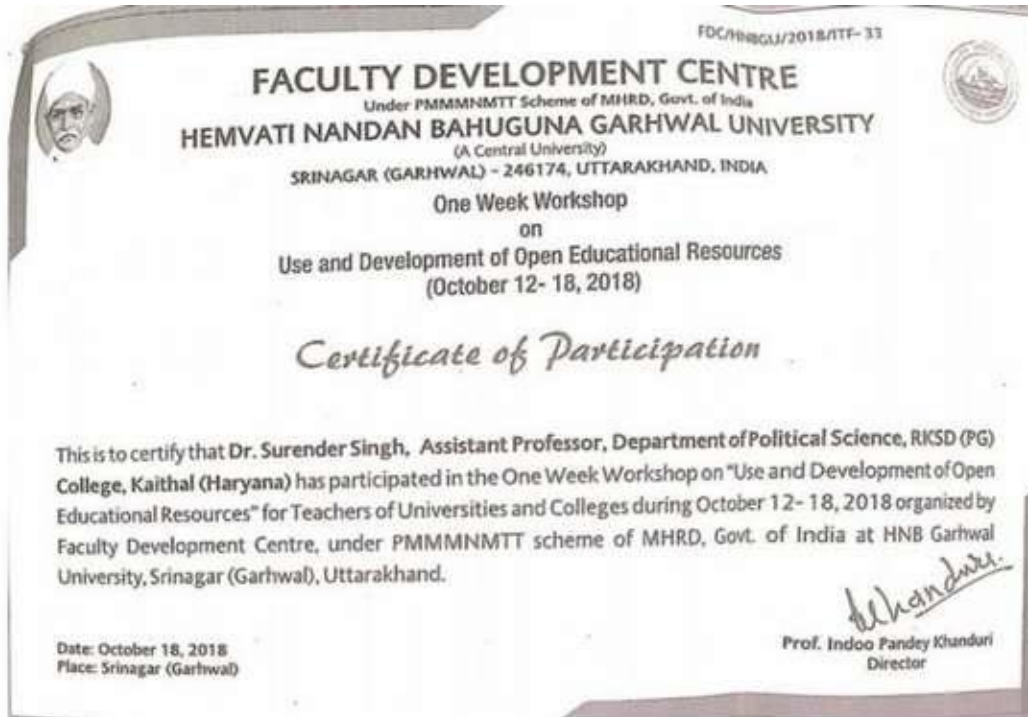 FDC/HNBGU/2018/ITF- 33
FACULTY DEVELOPMENT CENTRE
Under PMMMNMTT Scheme of MHRD, Govt. of India
HEMVATI NANDAN BAHUGUNA GARHWAL UNIVERSITY
(A Central University)
SRINAGAR (GARHWAL) - 246174, UTTARAKHAND, INDIA
One Week Workshop
on
Use and Development of Open Educational Resources
(October 12- 18, 2018)
Certificate of Participation
This is to certify that Dr. Surender Singh, Assistant Professor, Department of Political Science, RKSD (PG)
College, Kaithal (Haryana) has participated in the One Week Workshop on "Use and Development of Open
Educational Resources" for Teachers of Universities and Colleges during October 12- 18, 2018 organized by
Faculty Development Centre, under PMMMNMTT scheme of MHRD, Govt. of India at HNB Garhwal
University, Srinagar (Garhwal), Uttarakhand.
Khanduri.
Date: October 18, 2018
Place: Srinagar (Garhwal)
Prof. Indoo Pandey Khanduri
Director